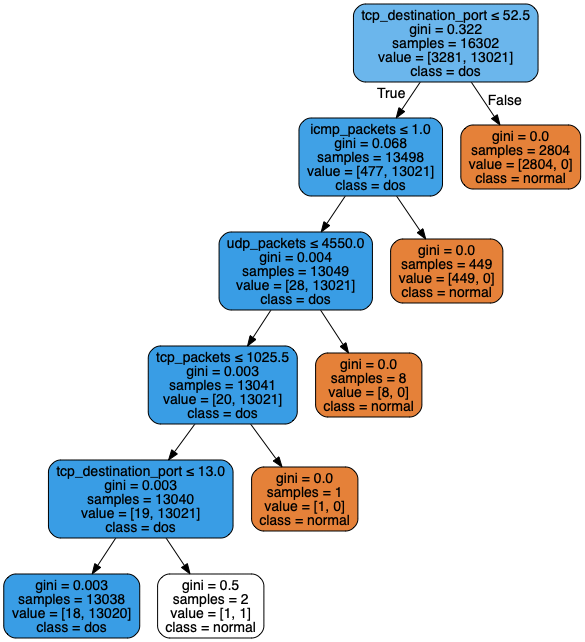 tcp_destination_port ≤ 52.5
gini = 0.322
samples = 16302
value = [3281, 13021]
class = dos
True
False
icmp_packets ≤ 1.0
gini = 0.068
samples = 13498
value = [477, 13021]
class = dos
gini = 0.0
samples = 2804
value = [2804, 0]
class = normal
udp_packets ≤ 4550.0
gini = 0.004
samples = 13049
value = [28, 13021]
class = dos
gini = 0.0
samples = 449
value = [449, 0]
class = normal
tcp_packets ≤ 1025.5
gini = 0.003
samples = 13041
value = [20, 13021]
class = dos
gini = 0.0
samples = 8
value = [8, 0]
class = normal
tcp_destination_port ≤ 13.0
gini = 0.003
samples = 13040
value = [19, 13021]
class = dos
gini = 0.0
samples = 1
value = [1, 0]
class = normal
gini = 0.003
samples = 13038
value = [18, 13020]
class = dos
gini = 0.5
samples = 2
value = [1, 1]
class = normal